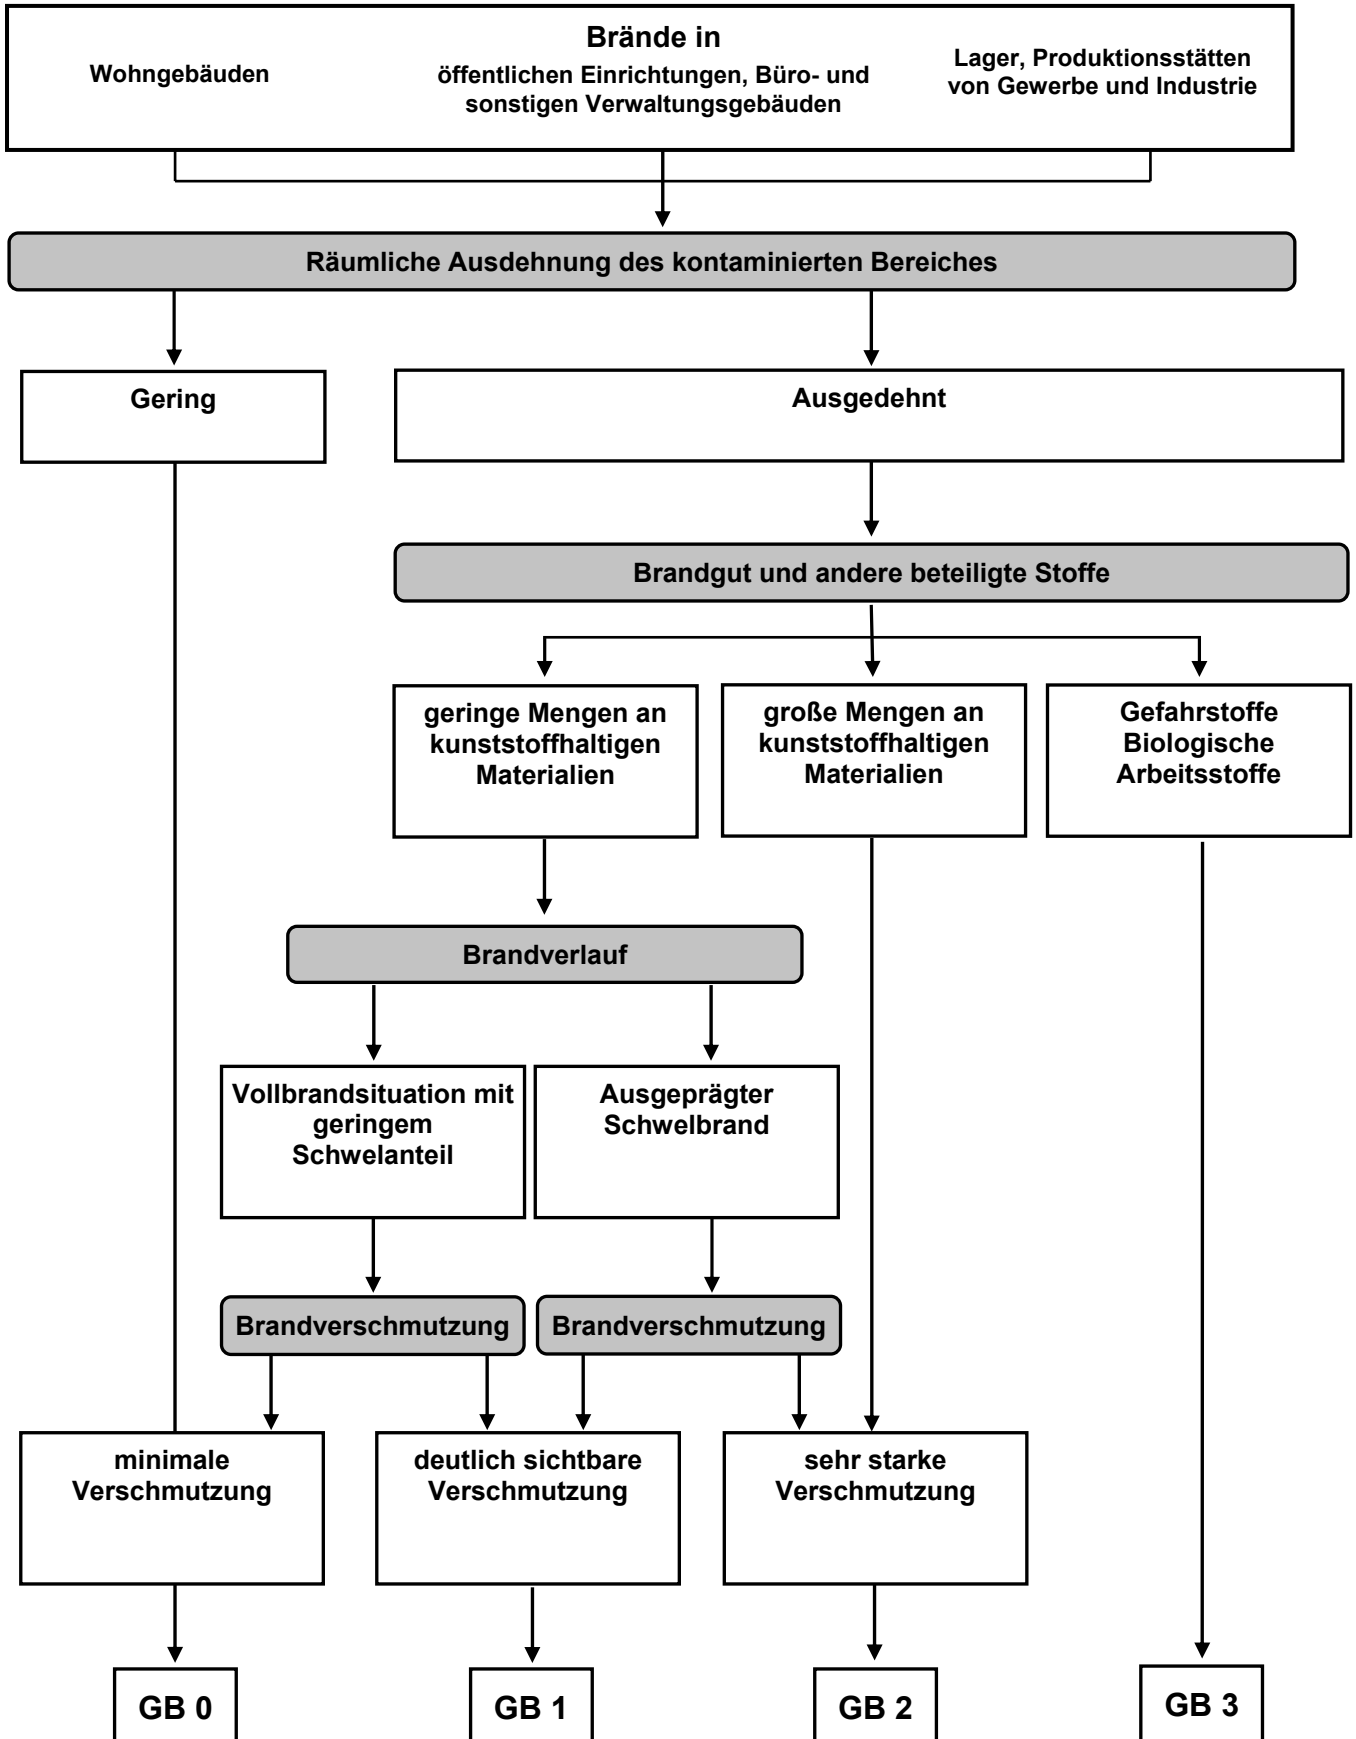 Brände in
Wohngebäuden
öffentlichen Einrichtungen, Büro- und
sonstigen Verwaltungsgebäuden
Lager, Produktionsstätten
von Gewerbe und Industrie
Räumliche Ausdehnung des kontaminierten Bereiches
Gering
Ausgedehnt
Brandgut und andere beteiligte Stoffe
geringe Mengen an
kunststoffhaltigen
Materialien
große Mengen an
kunststoffhaltigen
Materialien
Gefahrstoffe
Biologische
Arbeitsstoffe
Brandverlauf
Vollbrandsituation mit
geringem
Schwelanteil
Ausgeprägter
Schwelbrand
Brandverschmutzung
Brandverschmutzung
minimale
Verschmutzung
deutlich sichtbare
Verschmutzung
sehr starke
Verschmutzung
GB 0
GB 1
GB 2
GB 3